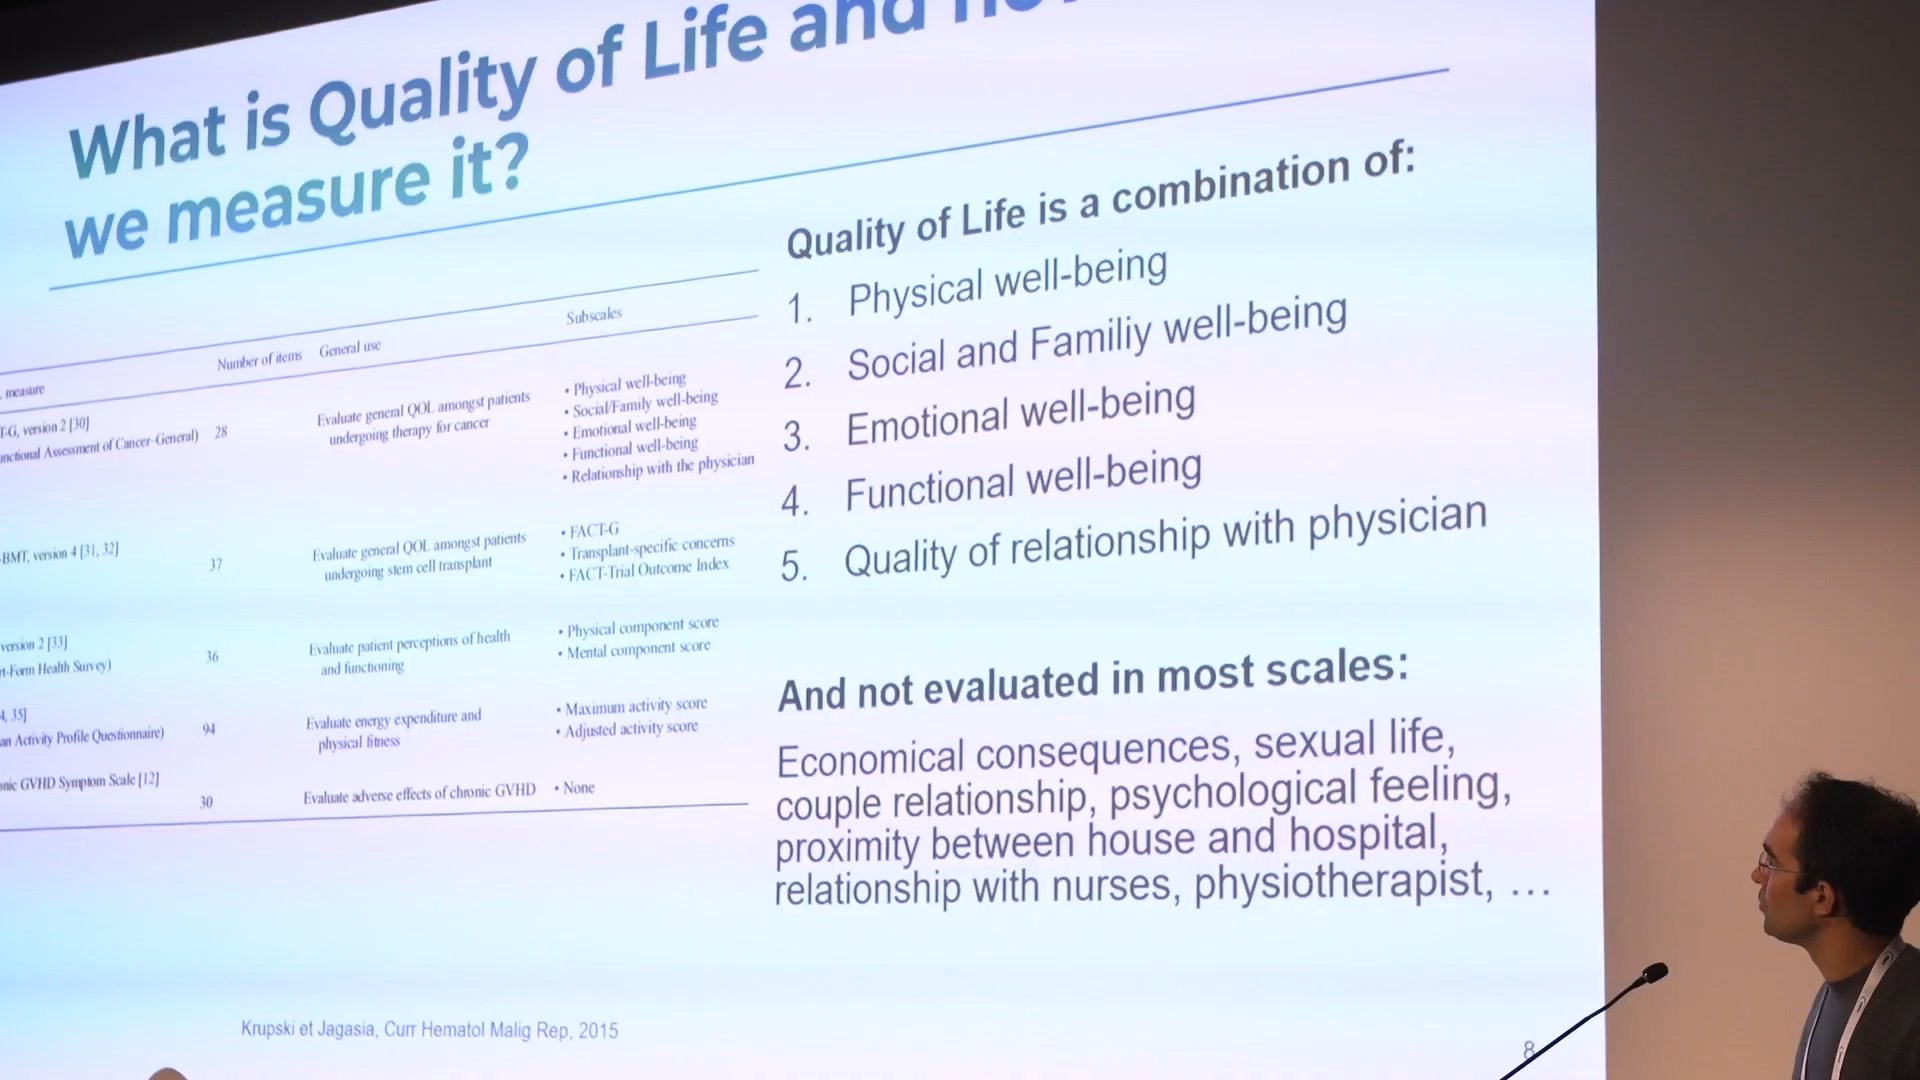 What is Quality of Life and
we measure it?
measure
Number of items
General use
Subscales
T-G, version 2 [30]
unctional Assessment of Cancer-General)
28
Evaluate general QOL amongst patients
undergoing therapy for cancer
• Physical well-being
• Social/Family well-being
• Emotional well-being
• Functional well-being
• Relationship with the physician
-BMT, version 4 [31, 32]
37
Evaluate general QOL amongst patients
undergoing stem cell transplant
• FACT-G
• Transplant-specific concerns
• FACT-Trial Outcome Index
version 2 [33]
rt-Form Health Survey)
36
Evaluate patient perceptions of health
and functioning
• Physical component score
• Mental component score
4, 35]
an Activity Profile Questionnaire)
94
Evaluate energy expenditure and
physical fitness
• Maximum activity score
• Adjusted activity score
onic GVHD Symptom Scale [12]
30
Evaluate adverse effects of chronic GVHD
• None
Quality of Life is a combination of:
1. Physical well-being
2. Social and Familiy well-being
3. Emotional well-being
4. Functional well-being
5. Quality of relationship with physician
And not evaluated in most scales:
Economical consequences, sexual life,
couple relationship, psychological feeling,
proximity between house and hospital,
relationship with nurses, physiotherapist, …
Krupski et Jagasia, Curr Hematol Malig Rep, 2015
8